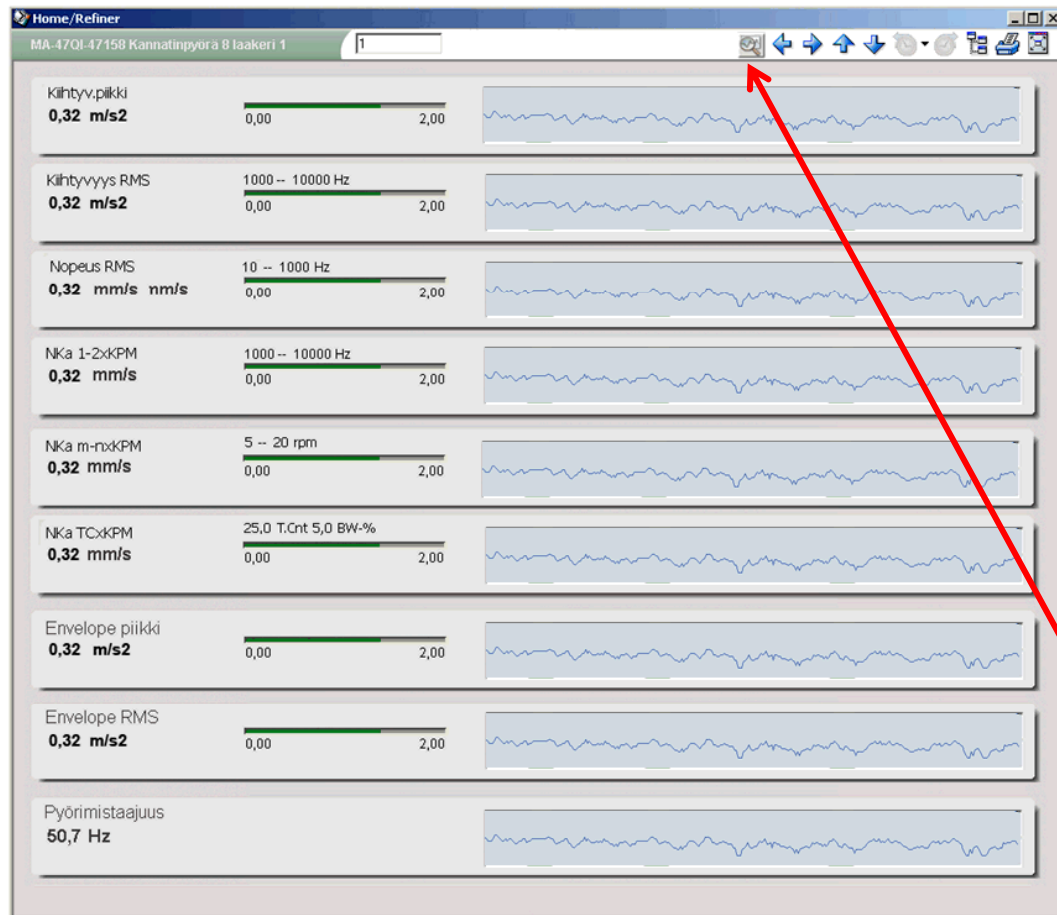 Home/Refiner
MA-47QI-47158 Kannatinpyörä 8 laakeri 1
1
Kiihtyv.piikki
0,32 m/s2
0,00 2,00
Kiihtyvyys RMS 1000 -- 10000 Hz
0,32 m/s2
0,00 2,00
Nopeus RMS 10 -- 1000 Hz
0,32 mm/s nm/s
0,00 2,00
NKa 1-2xKPM 1000 -- 10000 Hz
0,32 mm/s
0,00 2,00
NKa m-nxKPM 5 -- 20 rpm
0,32 mm/s
0,00 2,00
NKa TCxKPM 25,0 T.Cnt 5,0 BW-%
0,32 mm/s
0,00 2,00
Envelope piikki
0,32 m/s2
0,00 2,00
Envelope RMS
0,32 m/s2
0,00 2,00
Pyörimistaajuus
50,7 Hz